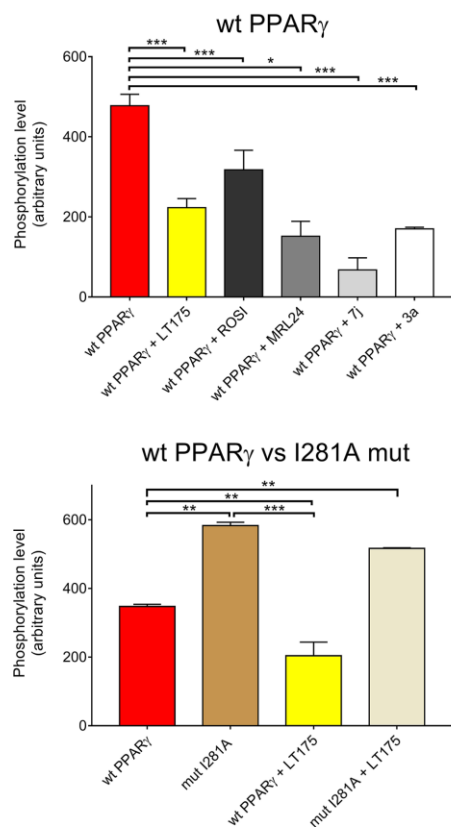 wt PPARγ
***
***
*
***
***
600
400
200
0
Phosphorylation level
(arbitrary units)
wt PPARγ
wt PPARγ + LT175
wt PPARγ + ROSI
wt PPARγ + MRL24
wt PPARγ + 7j
wt PPARγ + 3a
wt PPARγ vs I281A mut
**
**
**
***
600
400
200
0
Phosphorylation level
(arbitrary units)
wt PPARγ
mut I281A
wt PPARγ + LT175
mut I281A + LT175